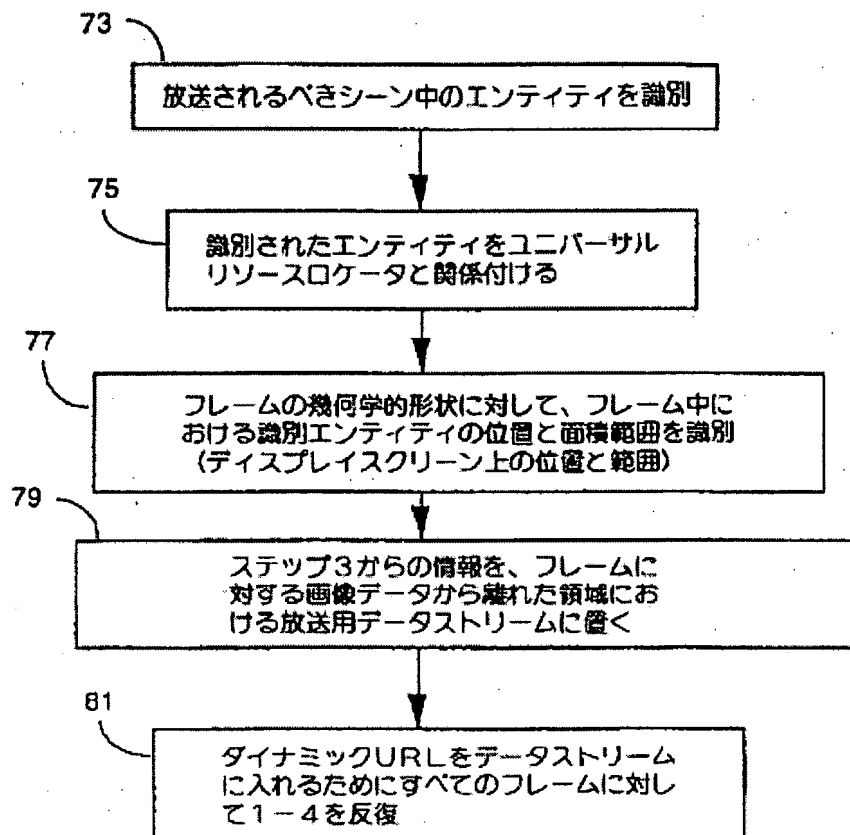 73
放送されるべきシーン中のエンティティを識別
75
識別されたエンティティをユニバーサル
リソースロケータと関係付ける
77
フレームの幾何学的形状に対して、フレーム中に
おける識別エンティティの位置と面積範囲を識別
(ディスプレイスクリーン上の位置と範囲)
79
ステップ3からの情報を、フレームに
対する画像データから離れた領域にお
ける放送用データストリームに置く
81
ダイナミックURLをデータストリーム
に入れるためにすべてのフレームに対し
て1-4を反復